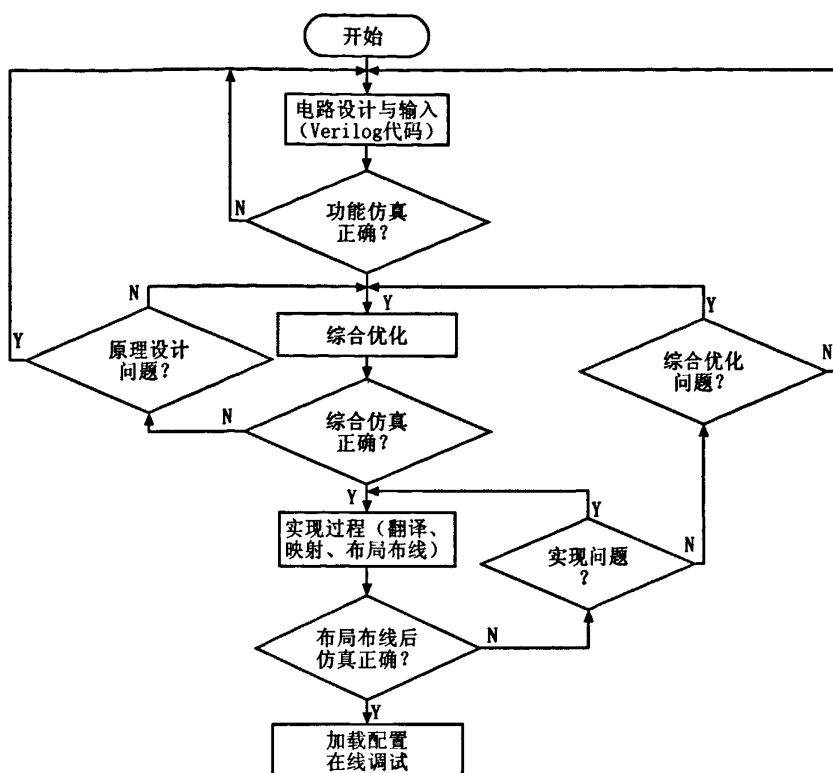 开始
电路设计与输入
（Verilog代码）
N
功能仿真
正确？
N
Y
Y
综合优化
Y
原理设计
问题？
综合优化
问题？
N
N
综合仿真
正确？
Y
Y
实现过程（翻译、
映射、布局布线）
实现问题
？
N
布局布线后
仿真正确？
N
Y
加载配置
在线调试